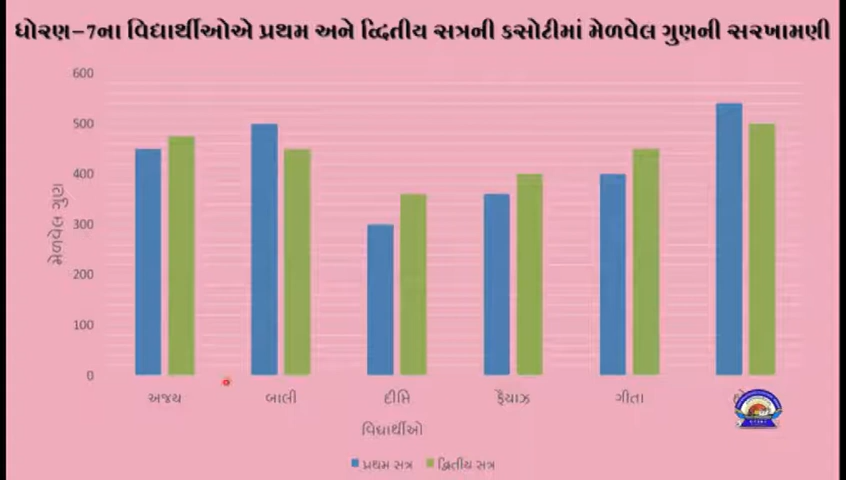 ધોરણ-7ના વિદ્યાર્થીઓએ પ્રથમ અને દ્વિતીય સત્રની કસોટીમાં મેળવેલ ગુણની સરખામણી
600
500
400
300
200
100
0
મેળવેલ ગુણ
અજય બાલી દીપ્તિ ફૈયાઝ ગીતા
વિદ્યાર્થીઓ
પ્રથમ સત્ર દ્વિતીય સત્ર